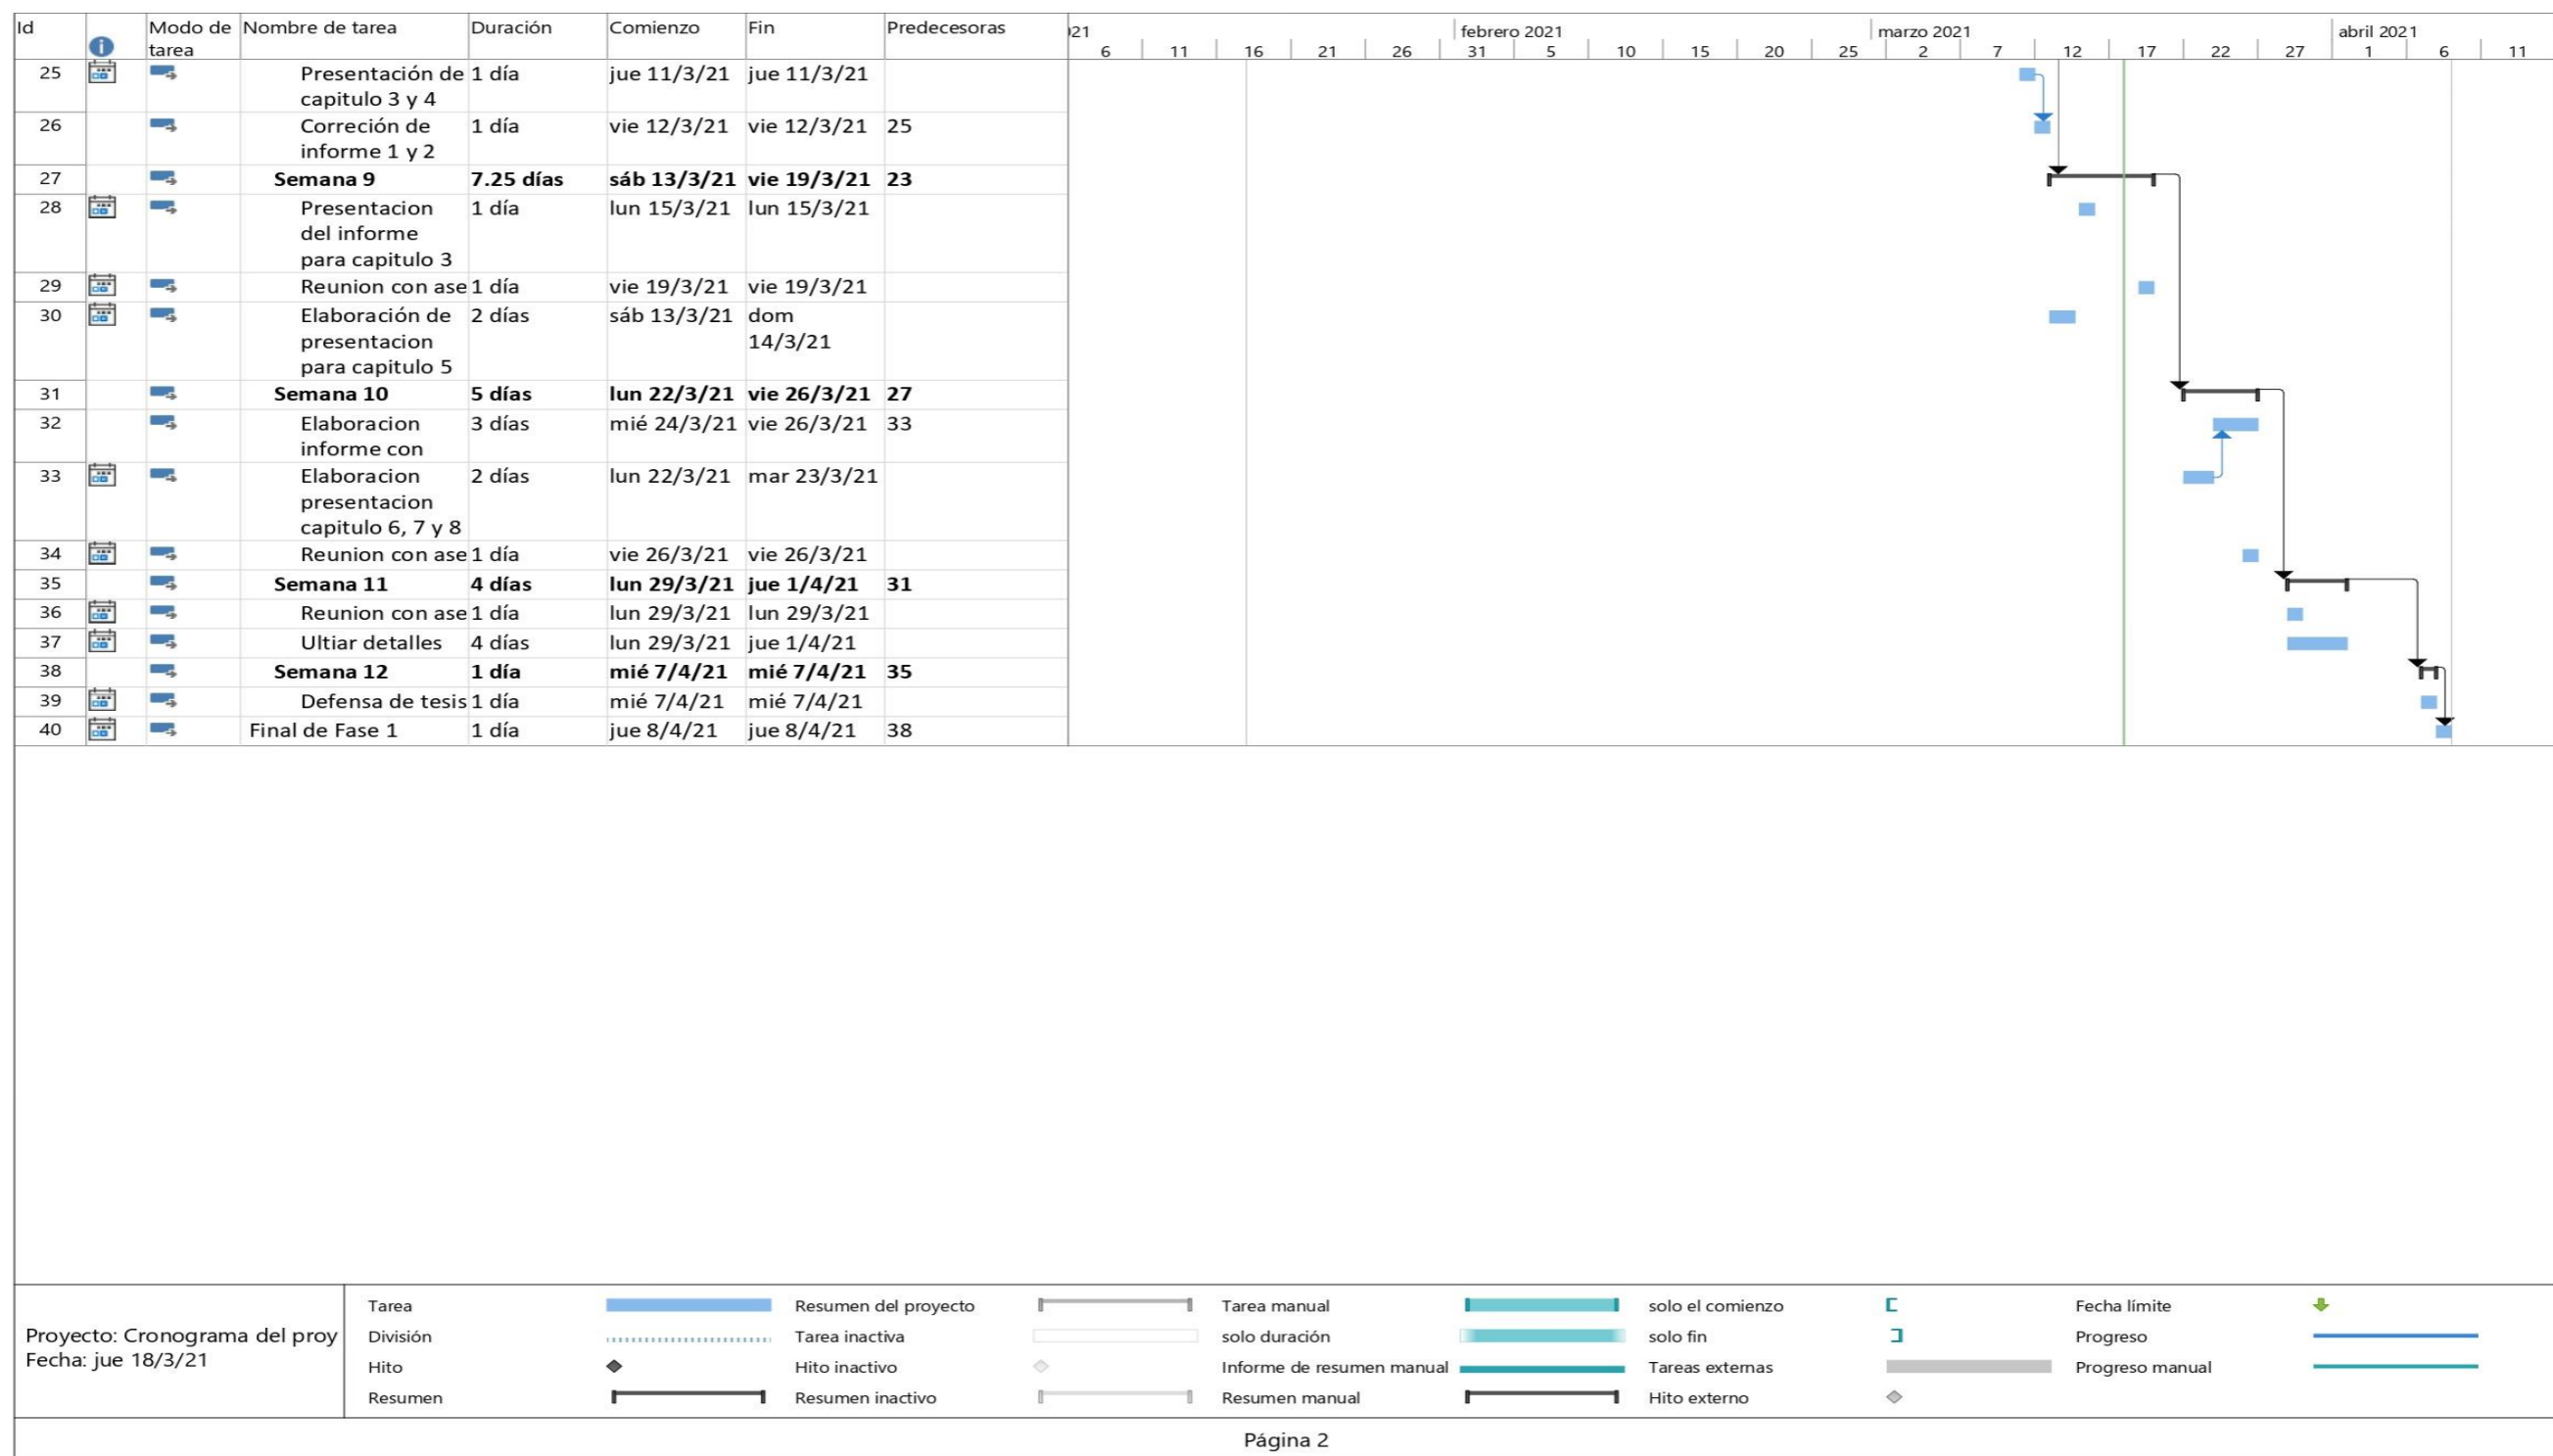 Id Modo de tarea Nombre de tarea Duración Comienzo Fin Predecesoras
21 febrero 2021 marzo 2021 abril 2021
6 11 16 21 26 31 5 10 15 20 25 2 7 12 17 22 27 1 6 11
25 Presentación de 1 día jue 11/3/21 jue 11/3/21
capitulo 3 y 4
26 Correción de 1 día vie 12/3/21 vie 12/3/21 25
informe 1 y 2
27 Semana 9 7.25 días sáb 13/3/21 vie 19/3/21 23
28 Presentacion 1 día lun 15/3/21 lun 15/3/21
del informe
para capitulo 3
29 Reunion con ase 1 día vie 19/3/21 vie 19/3/21
30 Elaboración de 2 días sáb 13/3/21 dom
presentacion 14/3/21
para capitulo 5
31 Semana 10 5 días lun 22/3/21 vie 26/3/21 27
32 Elaboracion 3 días mié 24/3/21 vie 26/3/21 33
informe con
33 Elaboracion 2 días lun 22/3/21 mar 23/3/21
presentacion
capitulo 6, 7 y 8
34 Reunion con ase 1 día vie 26/3/21 vie 26/3/21
35 Semana 11 4 días lun 29/3/21 jue 1/4/21 31
36 Reunion con ase 1 día lun 29/3/21 lun 29/3/21
37 Ultiar detalles 4 días lun 29/3/21 jue 1/4/21
38 Semana 12 1 día mié 7/4/21 mié 7/4/21 35
39 Defensa de tesis 1 día mié 7/4/21 mié 7/4/21
40 Final de Fase 1 1 día jue 8/4/21 jue 8/4/21 38
Proyecto: Cronograma del proy
Fecha: jue 18/3/21
Tarea Resumen del proyecto Tarea manual solo el comienzo Fecha límite
División Tarea inactiva solo duración solo fin Progreso
Hito Hito inactivo Informe de resumen manual Tareas externas Progreso manual
Resumen Resumen inactivo Resumen manual Hito externo
Página 2